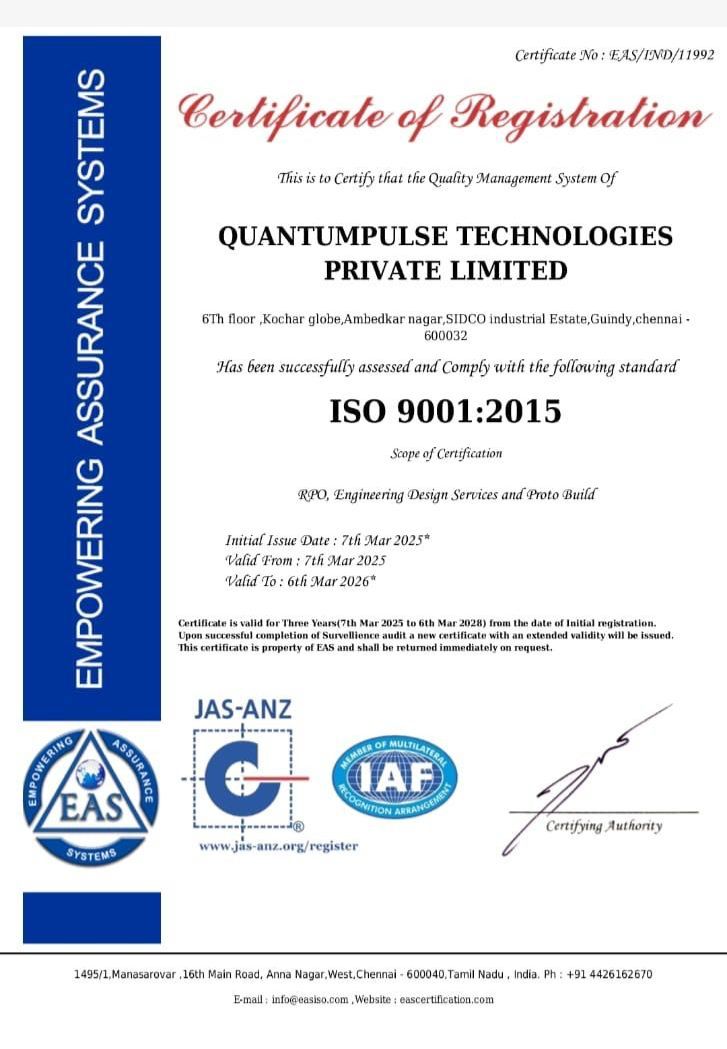 Certificate No : EAS/IND/11992
EMPOWERING ASSURANCE SYSTEMS
Certificate of Registration
This is to Certify that the Quality Management System Of
QUANTUMPULSE TECHNOLOGIES
PRIVATE LIMITED
6Th floor ,Kochar globe,Ambedkar nagar,SIDCO industrial Estate,Guindy,chennai -
600032
Has been successfully assessed and Comply with the following standard
ISO 9001:2015
Scope of Certification
RPO, Engineering Design Services and Proto Build
Initial Issue Date : 7th Mar 2025*
Valid From : 7th Mar 2025
Valid To : 6th Mar 2026*
Certificate is valid for Three Years(7th Mar 2025 to 6th Mar 2028) from the date of Initial registration.
Upon successful completion of Survellience audit a new certificate with an extended validity will be issued.
This certificate is property of EAS and shall be returned immediately on request.
EMPOWERING ASSURANCE
EAS
SYSTEMS
JAS-ANZ
®
www.jas-anz.org/register
MEMBER OF MULTILATERAL
IAF
RECOGNITION ARRANGEMENT
Certifying Authority
1495/1,Manasarovar ,16th Main Road, Anna Nagar,West,Chennai - 600040,Tamil Nadu , India. Ph : +91 4426162670
E-mail : info@easiso.com ,Website : eascertification.com